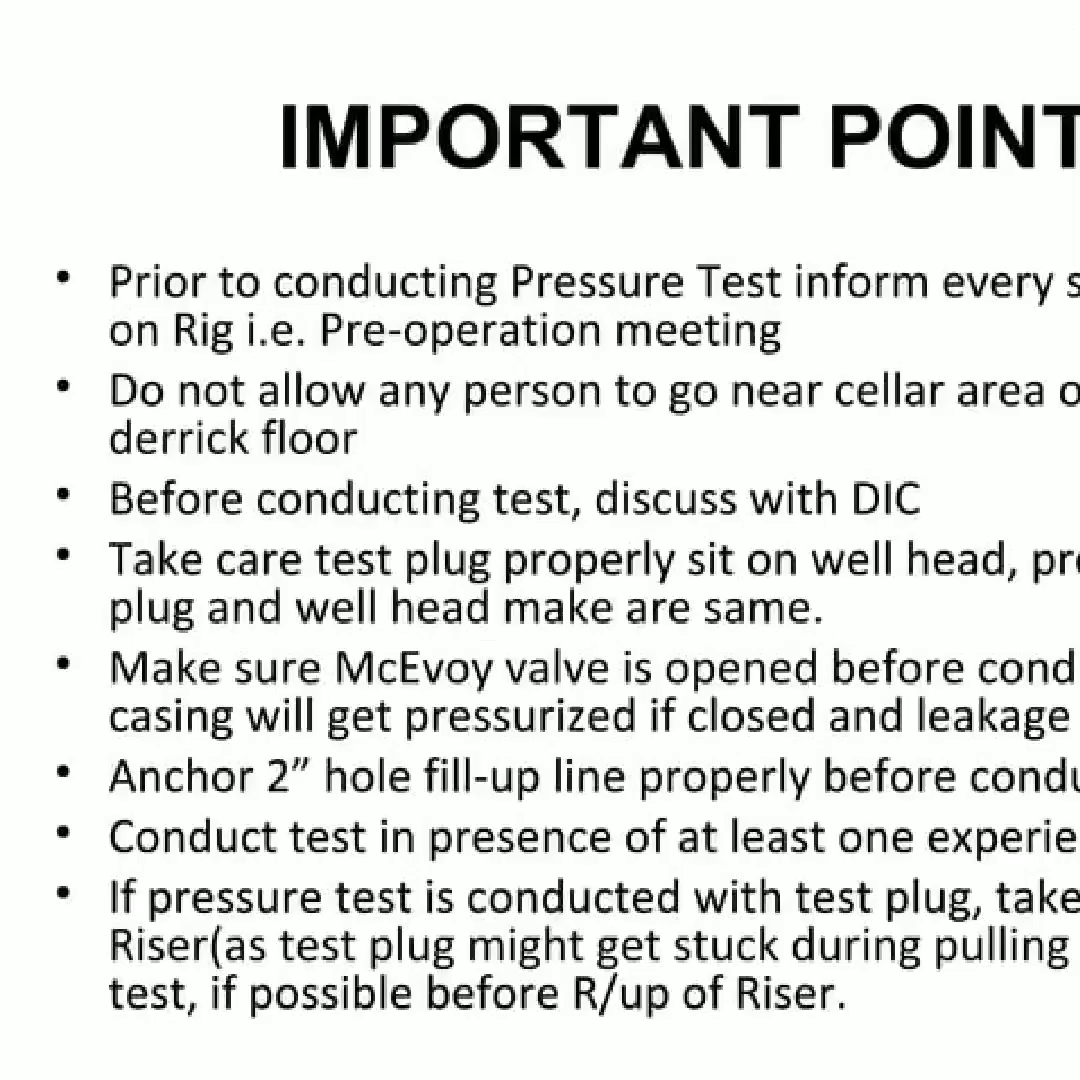 IMPORTANT POINT
• Prior to conducting Pressure Test inform every
on Rig i.e. Pre-operation meeting
• Do not allow any person to go near cellar area
derrick floor
• Before conducting test, discuss with DIC
• Take care test plug properly sit on well head,
plug and well head make are same.
• Make sure McEvoy valve is opened before
casing will get pressurized if closed and leakage
• Anchor 2” hole fill-up line properly before
• Conduct test in presence of at least one
• If pressure test is conducted with test plug, take
Riser(as test plug might get stuck during pulling
test, if possible before R/up of Riser.